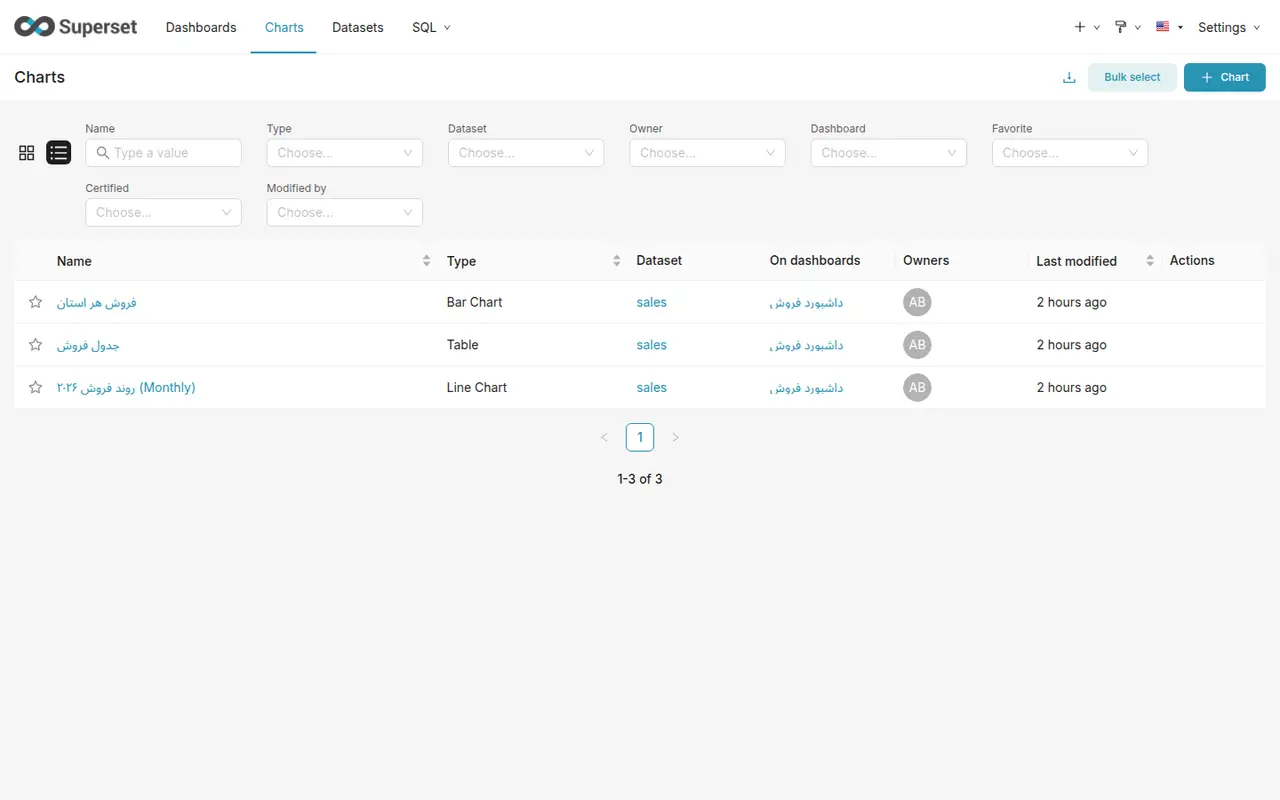 Superset Dashboards Charts Datasets SQL Settings
Charts Bulk select + Chart
Name Type Dataset Owner Dashboard Favorite
Type a value Choose... Choose... Choose... Choose... Choose...
Certified Modified by
Choose... Choose...
Name Type Dataset On dashboards Owners Last modified Actions
فروش هر استان Bar Chart sales داشبورد فروش AB 2 hours ago
جدول فروش Table sales داشبورد فروش AB 2 hours ago
روند فروش ۲۰۲۶ (Monthly) Line Chart sales داشبورد فروش AB 2 hours ago
< 1 >
1-3 of 3